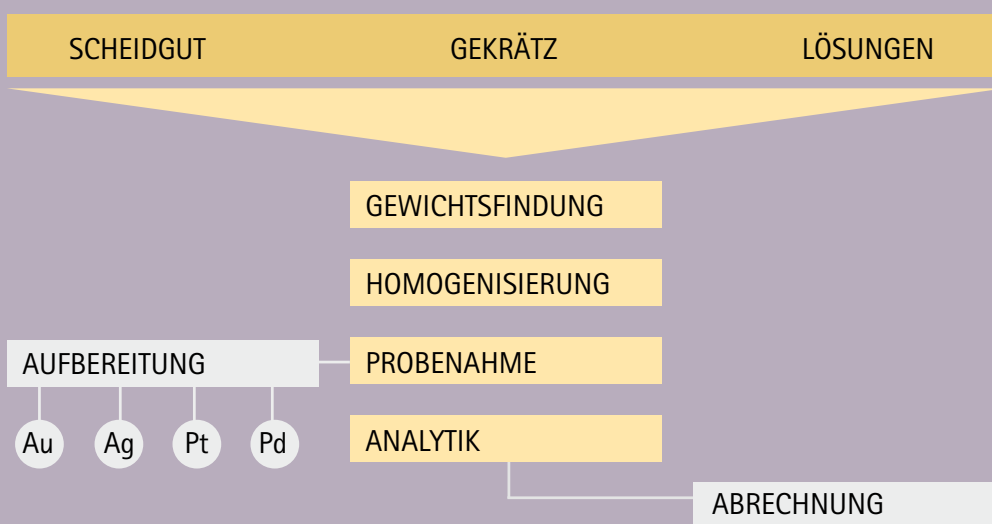 SCHEIDGUT GEKRÄTZ LÖSUNGEN
GEWICHTSFINDUNG
HOMOGENISIERUNG
AUFBEREITUNG PROBENAHME
Au Ag Pt Pd ANALYTIK
ABRECHNUNG